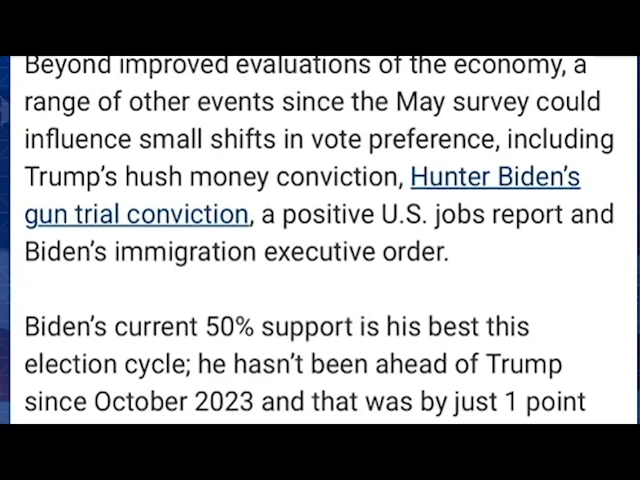 Beyond improved evaluations of the economy, a
range of other events since the May survey could
influence small shifts in vote preference, including
Trump's hush money conviction, Hunter Biden's
gun trial conviction, a positive U.S. jobs report and
Biden's immigration executive order.
Biden's current 50% support is his best this
election cycle; he hasn't been ahead of Trump
since October 2023 and that was by just 1 point